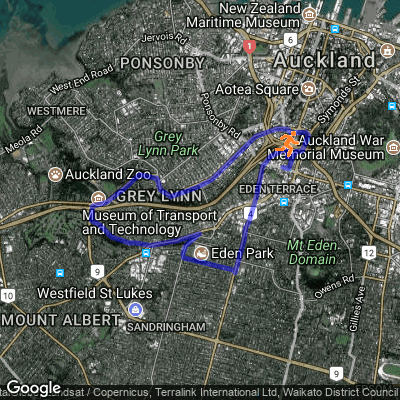 New Zealand
Maritime Museum
Jervois Rd
1
6
Auckland
PONSONBY
West End Road
Aotea Square
Symonds St
WESTMERE
Ponsonby Rd
Meola Rd
Grey
Lynn Park
Auckland War
Memorial Museum
Auckland Zoo
GREY LYNN
EDEN TERRACE
Museum of Transport
and Technology
Eden Park
Mt Eden
Domain
12
9
10
Westfield St Lukes
Owens Rd
Gillies Ave
MOUNT ALBERT
SANDRINGHAM
9
Google
andsat / Copernicus, Terralink International Ltd, Waikato District Council